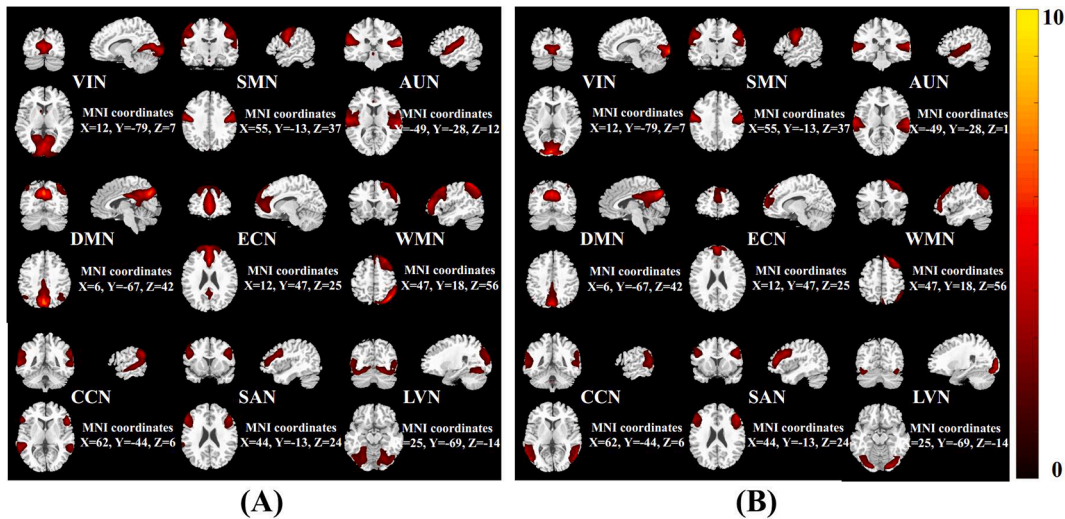 10
VIN SMN AUN
MNI coordinates MNI coordinates MNI coordinates
X=12, Y=-79, Z=7 X=55, Y=-13, Z=37 X=-49, Y=-28, Z=12
DMN ECN WMN
MNI coordinates MNI coordinates MNI coordinates
X=6, Y=-67, Z=42 X=12, Y=47, Z=25 X=47, Y=18, Z=56
CCN SAN LVN
MNI coordinates MNI coordinates MNI coordinates
X=62, Y=-44, Z=6 X=44, Y=-13, Z=24 X=25, Y=-69, Z=-14
(A)
VIN SMN AUN
MNI coordinates MNI coordinates MNI coordinates
X=12, Y=-79, Z=7 X=55, Y=-13, Z=37 X=-49, Y=-28, Z=1
DMN ECN WMN
MNI coordinates MNI coordinates MNI coordinates
X=6, Y=-67, Z=42 X=12, Y=47, Z=25 X=47, Y=18, Z=56
CCN SAN LVN
MNI coordinates MNI coordinates MNI coordinates
X=62, Y=-44, Z=6 X=44, Y=-13, Z=24 X=25, Y=-69, Z=-14
(B)
0